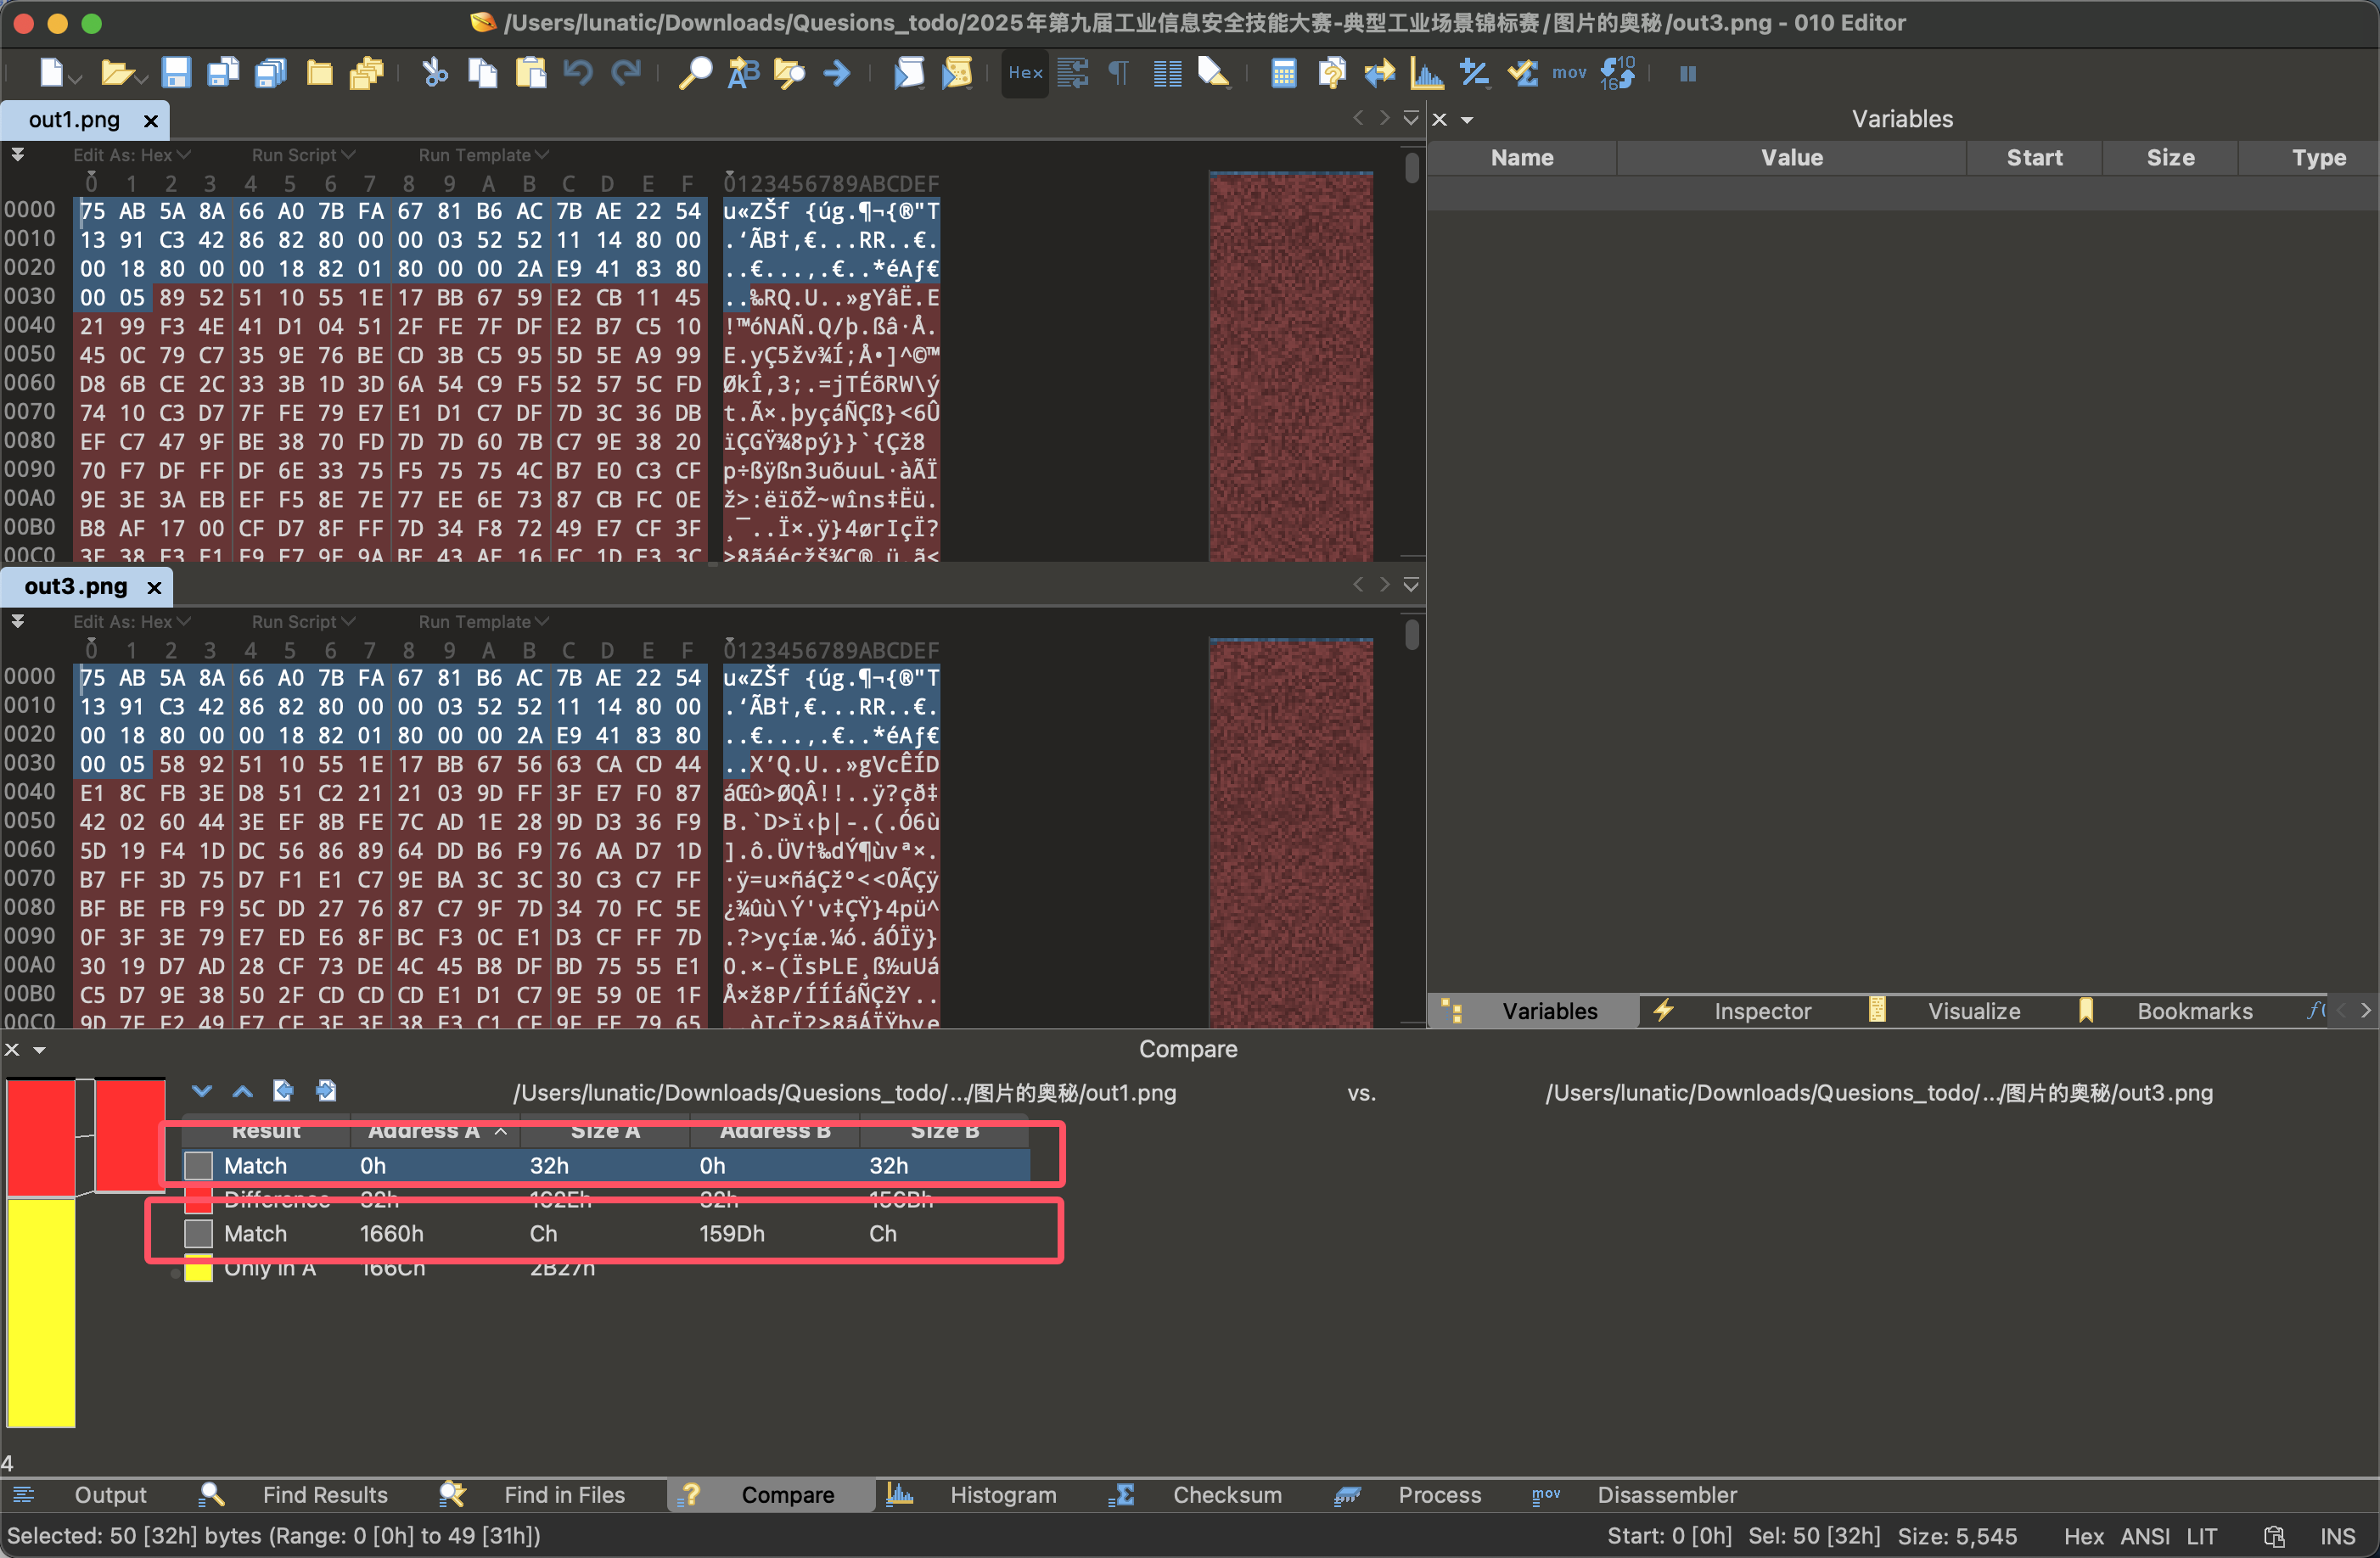 /Users/lunatic/Downloads/Quesions_todo/2025年第九届工业信息安全技能大赛-典型工业场景锦标赛/图片的奥秘/out3.png - 010 Editor
Hex
mov
out1.png
Variables
Edit As: Hex Run Script Run Template
Name Value Start Size Type
0 1 2 3 4 5 6 7 8 9 A B C D E F 0123456789ABCDEF
0000 75 AB 5A 8A 66 A0 7B FA 67 81 B6 AC 7B AE 22 54 u«ZŠf {úg.¶¬{®"T
0010 13 91 C3 42 86 82 80 00 00 03 52 52 11 14 80 00 .‘ÃB†‚€...RR..€.
0020 00 18 80 00 00 18 82 01 80 00 00 2A E9 41 83 80 ..€...‚.€..*éAƒ€
0030 00 05 89 52 51 10 55 1E 17 BB 67 59 E2 CB 11 45 ..‰RQ.U..»gYâË.E
0040 21 99 F3 4E 41 D1 04 51 2F FE 7F DF E2 B7 C5 10 !™óNAÑ.Q/þ.ßâ·Å.
0050 45 0C 79 C7 35 9E 76 BE CD 3B C5 95 5D 5E A9 99 E.yÇ5žv¾Í;Å•]^©™
0060 D8 6B CE 2C 33 3B 1D 3D 6A 54 C9 F5 52 57 5C FD ØkÎ,3;.=jTÉõRW\ý
0070 74 10 C3 D7 7F FE 79 E7 E1 D1 C7 DF 7D 3C 36 DB t.Ã×.þyçáÑÇß}<6Û
0080 EF C7 47 9F BE 38 70 FD 7D 7D 60 7B C7 9E 38 20 ïÇGŸ¾8pý}}`{Çž8
0090 70 F7 DF FF DF 6E 33 75 F5 75 75 4C B7 E0 C3 CF p÷ßÿßn3uõuuL·àÃÏ
00A0 9E 3E 3A EB EF F5 8E 7E 77 EE 6E 73 87 CB FC 0E ž>:ëïõŽ~wîns‡Ëü.
00B0 B8 AF 17 00 CF D7 8F FF 7D 34 F8 72 49 E7 CF 3F ¸¯..Ï×.ÿ}4ørIçÏ?
00C0 3E 38 E3 E1 E9 E7 9E 9A BE 43 AE 16 FC 1D E3 3C >8ãáéçžš¾C®.ü.ã<
out3.png
Edit As: Hex Run Script Run Template
0 1 2 3 4 5 6 7 8 9 A B C D E F 0123456789ABCDEF
0000 75 AB 5A 8A 66 A0 7B FA 67 81 B6 AC 7B AE 22 54 u«ZŠf {úg.¶¬{®"T
0010 13 91 C3 42 86 82 80 00 00 03 52 52 11 14 80 00 .‘ÃB†‚€...RR..€.
0020 00 18 80 00 00 18 82 01 80 00 00 2A E9 41 83 80 ..€...‚.€..*éAƒ€
0030 00 05 58 92 51 10 55 1E 17 BB 67 56 63 CA CD 44 ..X’Q.U..»gVcÊÍD
0040 E1 8C FB 3E D8 51 C2 21 21 03 9D FF 3F E7 F0 87 áŒû>ØQÂ!!..ÿ?çð‡
0050 42 02 60 44 3E EF 8B FE 7C AD 1E 28 9D D3 36 F9 B.`D>ï‹þ|-.(.Ó6ù
0060 5D 19 F4 1D DC 56 86 89 64 DD B6 F9 76 AA D7 1D ].ô.ÜV†‰dÝ¶ùvª×.
0070 B7 FF 3D 75 D7 F1 E1 C7 9E BA 3C 3C 30 C3 C7 FF ·ÿ=u×ñáÇžº<<0ÃÇÿ
0080 BF BE FB F9 5C DD 27 76 87 C7 9F 7D 34 70 FC 5E ¿¾ûù\Ý'v‡ÇŸ}4pü^
0090 0F 3F 3E 79 E7 ED E6 8F BC F3 0C E1 D3 CF FF 7D .?>yçíæ.¼ó.áÓÏÿ}
00A0 30 19 D7 AD 28 CF 73 DE 4C 45 B8 DF BD 75 55 E1 0.×-(ÏsÞLE¸ß½uUá
00B0 C5 D7 9E 38 50 2F CD CD CD E1 D1 C7 9E 59 0E 1F Å×ž8P/ÍÍÍáÑÇžY..
Variables Inspector Visualize Bookmarks
Compare
/Users/lunatic/Downloads/Quesions_todo/.../图片的奥秘/out1.png vs. /Users/lunatic/Downloads/Quesions_todo/.../图片的奥秘/out3.png
Result Address A Size A Address B Size B
Match 0h 32h 0h 32h
Difference 32h 162Eh 32h 156Bh
Match 1660h Ch 159Dh Ch
Only in A 166Ch 2B27h
4
Output Find Results Find in Files Compare Histogram Checksum Process mov Disassembler
Selected: 50 [32h] bytes (Range: 0 [0h] to 49 [31h]) Start: 0 [0h] Sel: 50 [32h] Size: 5,545 Hex ANSI LIT INS